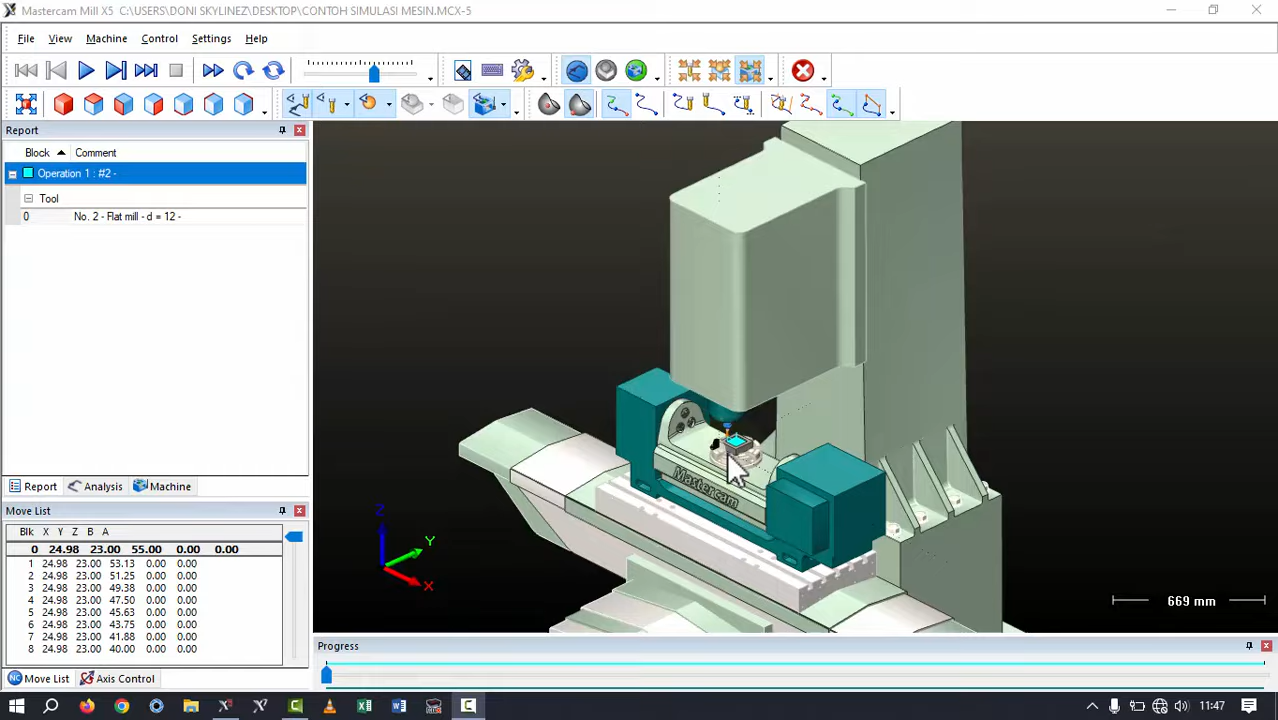 Mastercam Mill X5 C:\USERS\DONI SKYLINEZ\DESKTOP\CONTOH SIMULASI MESIN.MCX-5
File View Machine Control Settings Help
Report
Block Comment
Operation 1 : #2 -
Tool
0 No. 2 - Flat mill - d = 12 -
Report Analysis Machine
Move List
Blk X Y Z B A
0 24.98 23.00 55.00 0.00 0.00
1 24.98 23.00 53.13 0.00 0.00
2 24.98 23.00 51.25 0.00 0.00
3 24.98 23.00 49.38 0.00 0.00
4 24.98 23.00 47.50 0.00 0.00
5 24.98 23.00 45.63 0.00 0.00
6 24.98 23.00 43.75 0.00 0.00
7 24.98 23.00 41.88 0.00 0.00
8 24.98 23.00 40.00 0.00 0.00
NC Move List Axis Control
Mastercam
Z
Y
X
669 mm
Progress
11:47